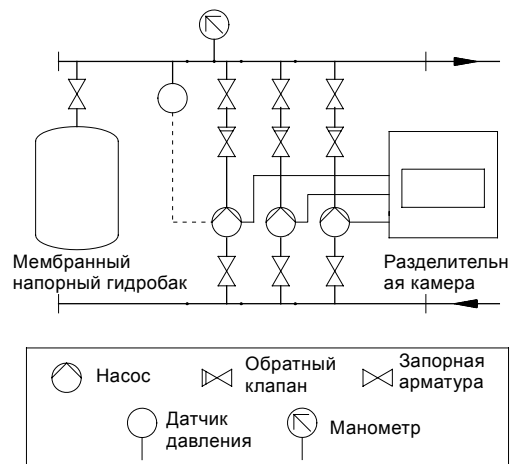 Мембранный
напорный гидробак
Разделительн
ая камера
Насос
Обратный
клапан
Запорная
арматура
Датчик
давления
Манометр